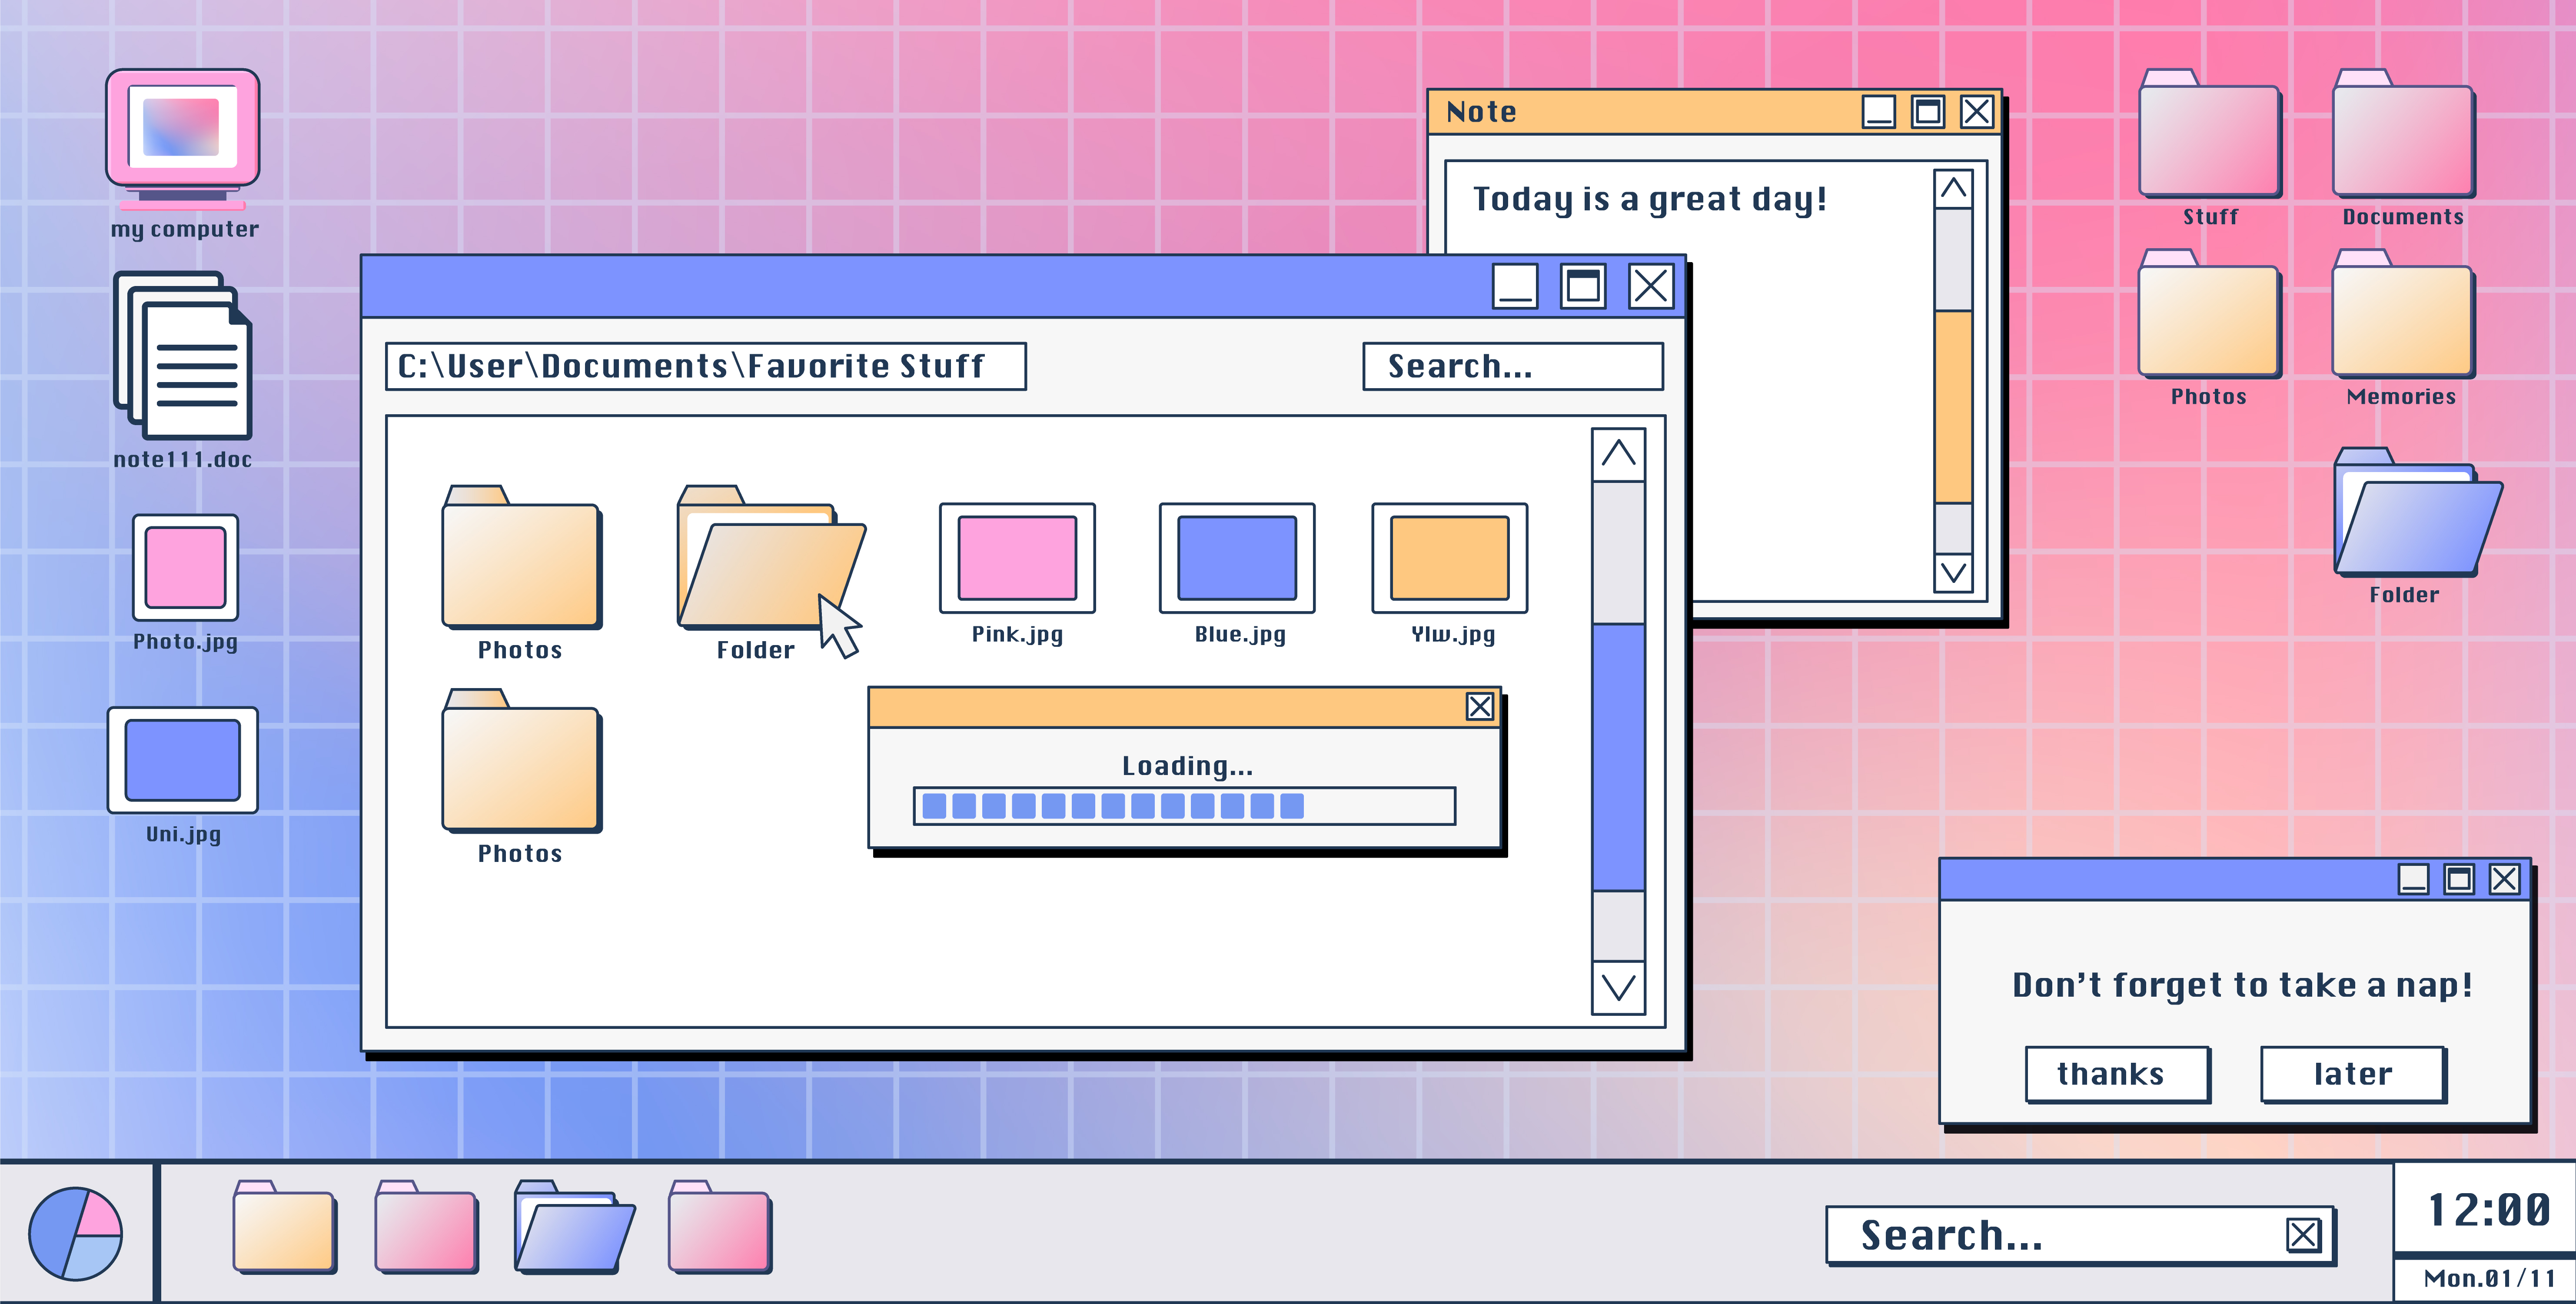 my computer
note111.doc
Photo.jpg
Uni.jpg
Note
Today is a great day!
C:\User\Documents\Favorite Stuff
Search...
Photos
Folder
Pink.jpg
Blue.jpg
Ylw.jpg
Photos
Loading...
Stuff
Documents
Photos
Memories
Folder
Don't forget to take a nap!
thanks
later
Search...
12:00
Mon.01/11